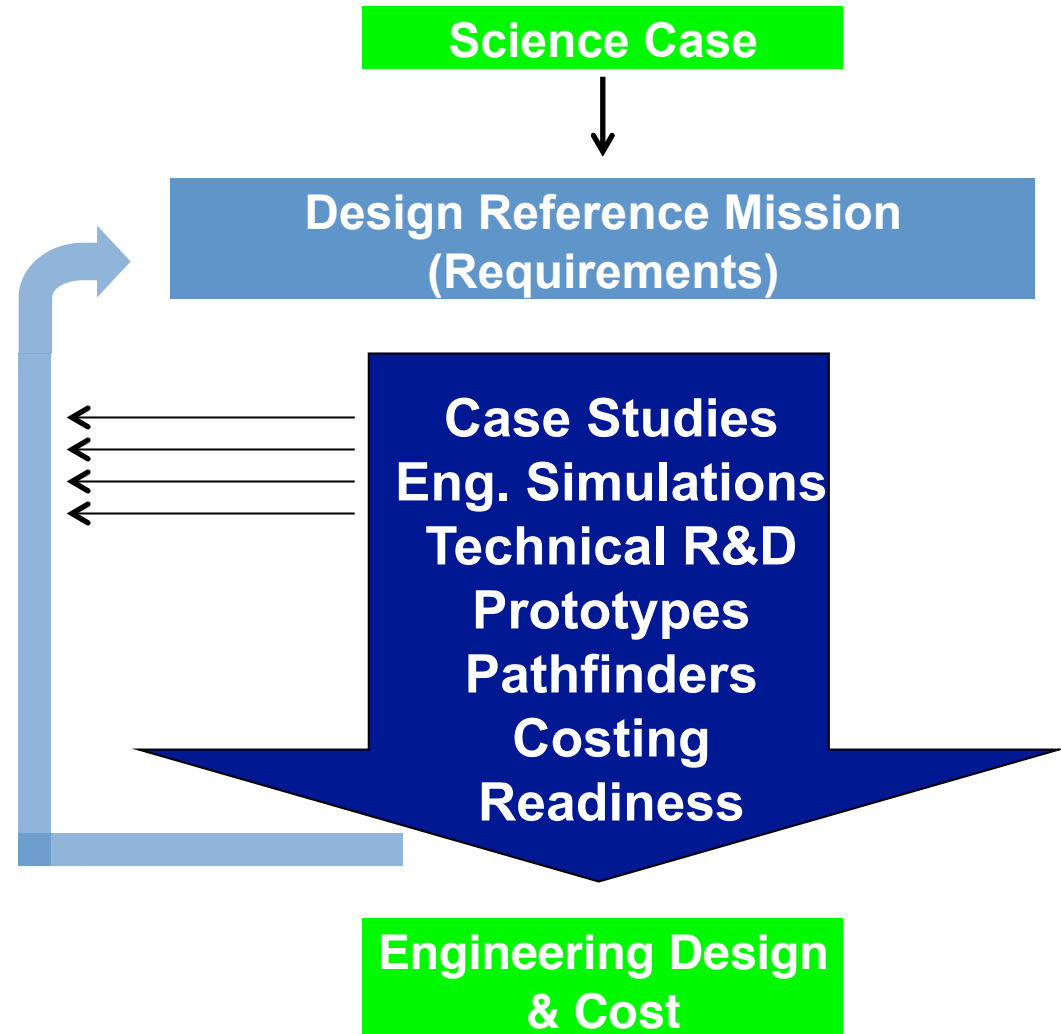 Science Case
Design Reference Mission
(Requirements)
Case Studies
Eng. Simulations
Technical R&D
Prototypes
Pathfinders
Costing
Readiness
Engineering Design
& Cost